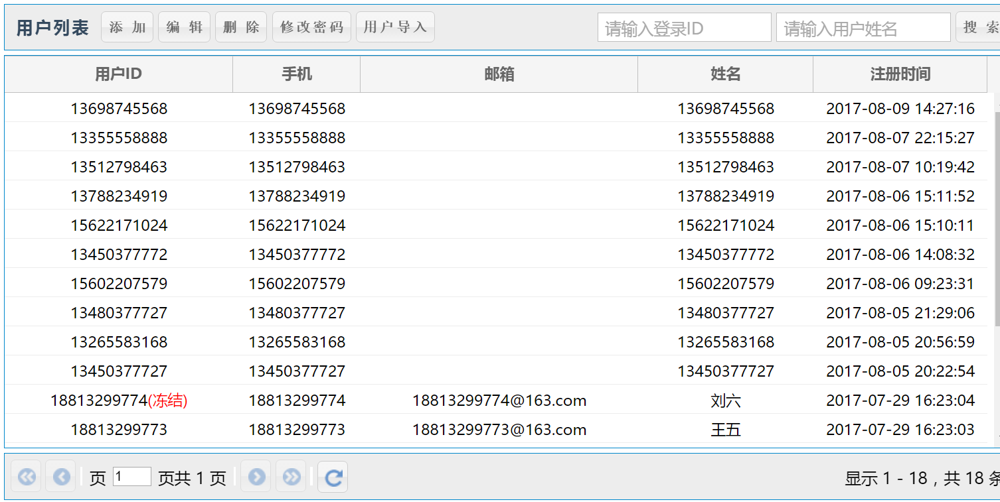 用户列表 添 加 编 辑 删 除 修改密码 用户导入 请输入登录ID 请输入用户姓名 搜 索
用户ID 手机 邮箱 姓名 注册时间
13698745568 13698745568 13698745568 2017-08-09 14:27:16
13355558888 13355558888 13355558888 2017-08-07 22:15:27
13512798463 13512798463 13512798463 2017-08-07 10:19:42
13788234919 13788234919 13788234919 2017-08-06 15:11:52
15622171024 15622171024 15622171024 2017-08-06 15:10:11
13450377772 13450377772 13450377772 2017-08-06 14:08:32
15602207579 15602207579 15602207579 2017-08-06 09:23:31
13480377727 13480377727 13480377727 2017-08-05 21:29:06
13265583168 13265583168 13265583168 2017-08-05 20:56:59
13450377727 13450377727 13450377727 2017-08-05 20:22:54
18813299774(冻结) 18813299774 18813299774@163.com 刘六 2017-07-29 16:23:04
18813299773 18813299773 18813299773@163.com 王五 2017-07-29 16:23:03
页 1 页共 1 页 显示 1 - 18，共 18 条